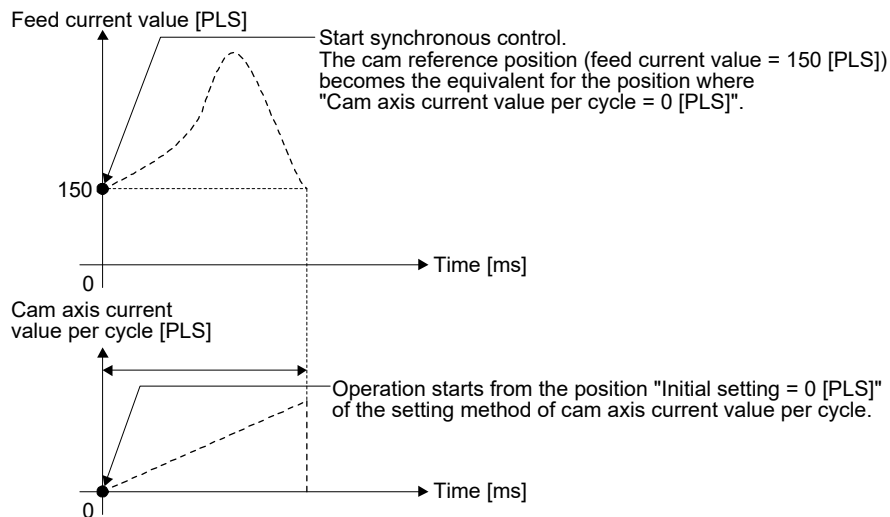 Feed current value [PLS]
Start synchronous control.
The cam reference position (feed current value = 150 [PLS])
becomes the equivalent for the position where
"Cam axis current value per cycle = 0 [PLS]".
150
Time [ms]
0
Cam axis current
value per cycle [PLS]
Operation starts from the position "Initial setting = 0 [PLS]"
of the setting method of cam axis current value per cycle.
Time [ms]
0